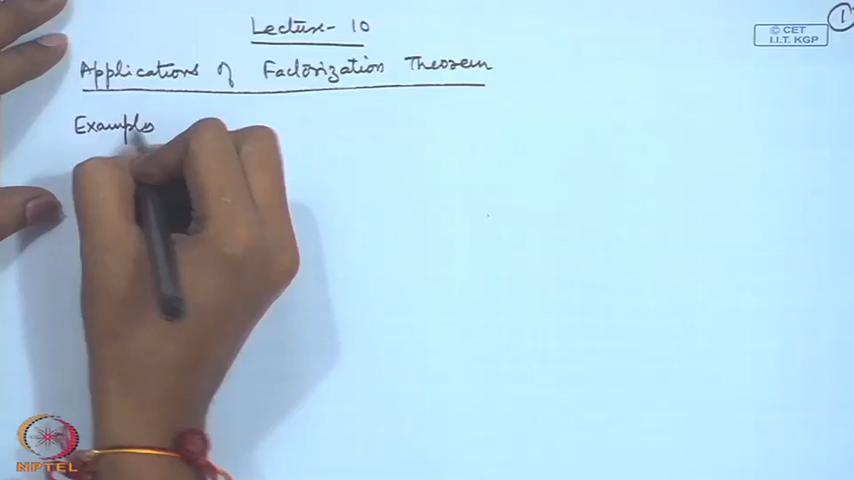 Lecture-10
1
© CET
I.I.T. KGP
Applications of Factorization Theorem
Examples
NPTEL